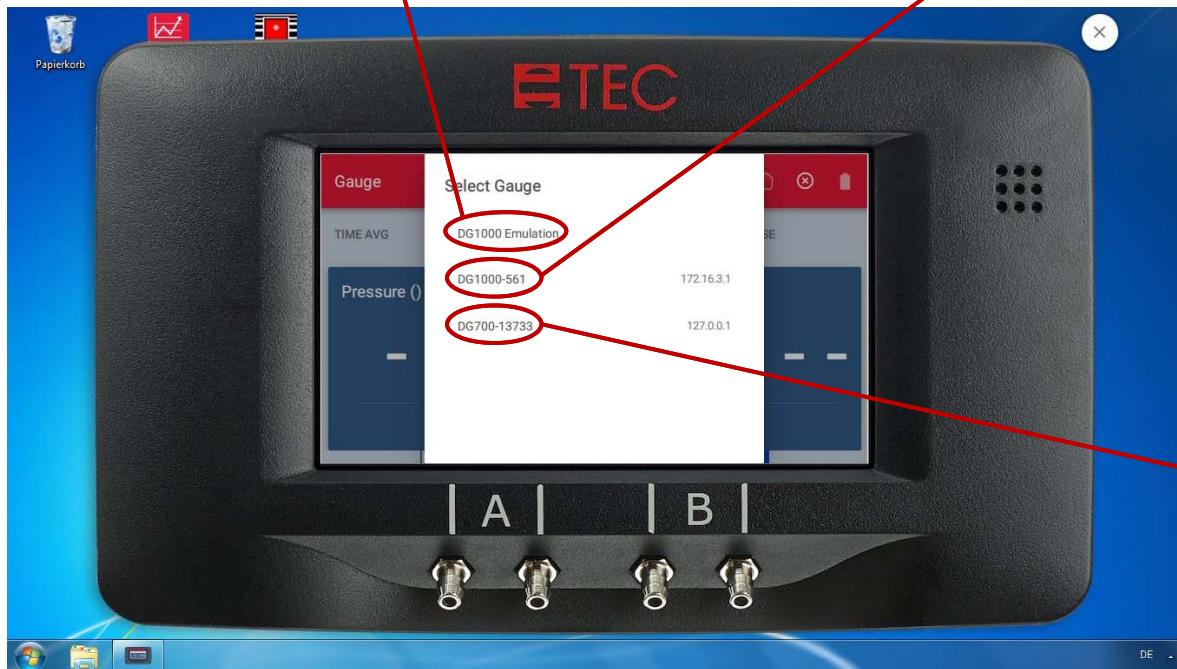 Papierkorb
TEC
Gauge
Select Gauge
TIME AVG
DG1000 Emulation
SE
Pressure ()
DG1000-561 172.16.3.1
DG700-13733 127.0.0.1
A
B
DE